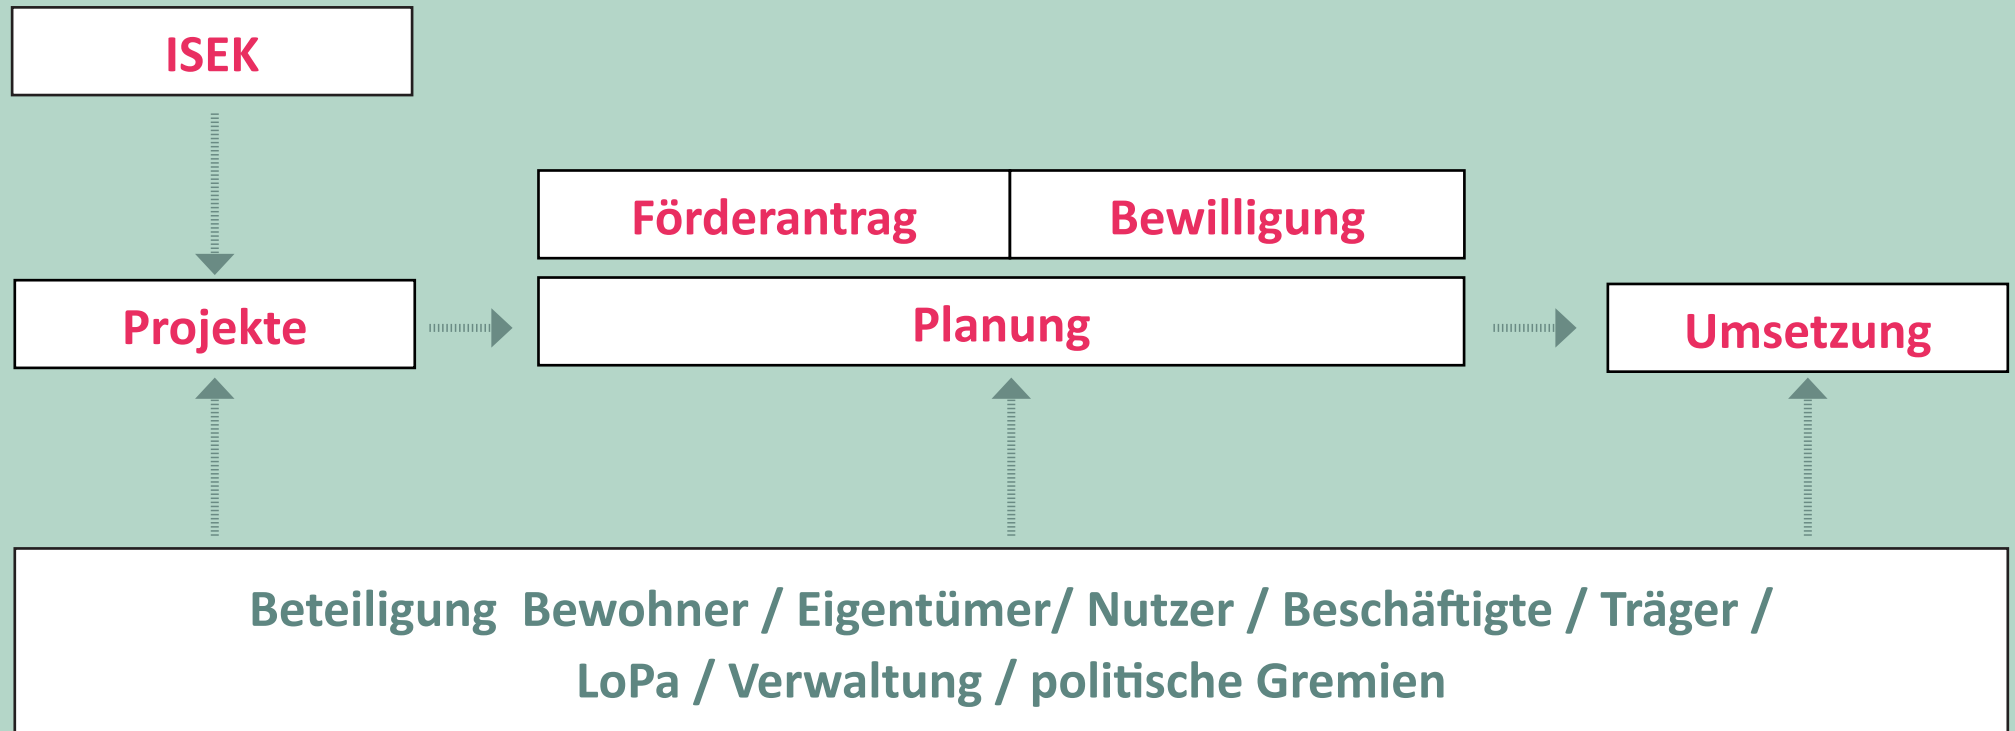 ISEK
Förderantrag
Bewilligung
Projekte
Planung
Umsetzung
Beteiligung  Bewohner / Eigentümer/ Nutzer / Beschäftigte / Träger /
LoPa / Verwaltung / politische Gremien